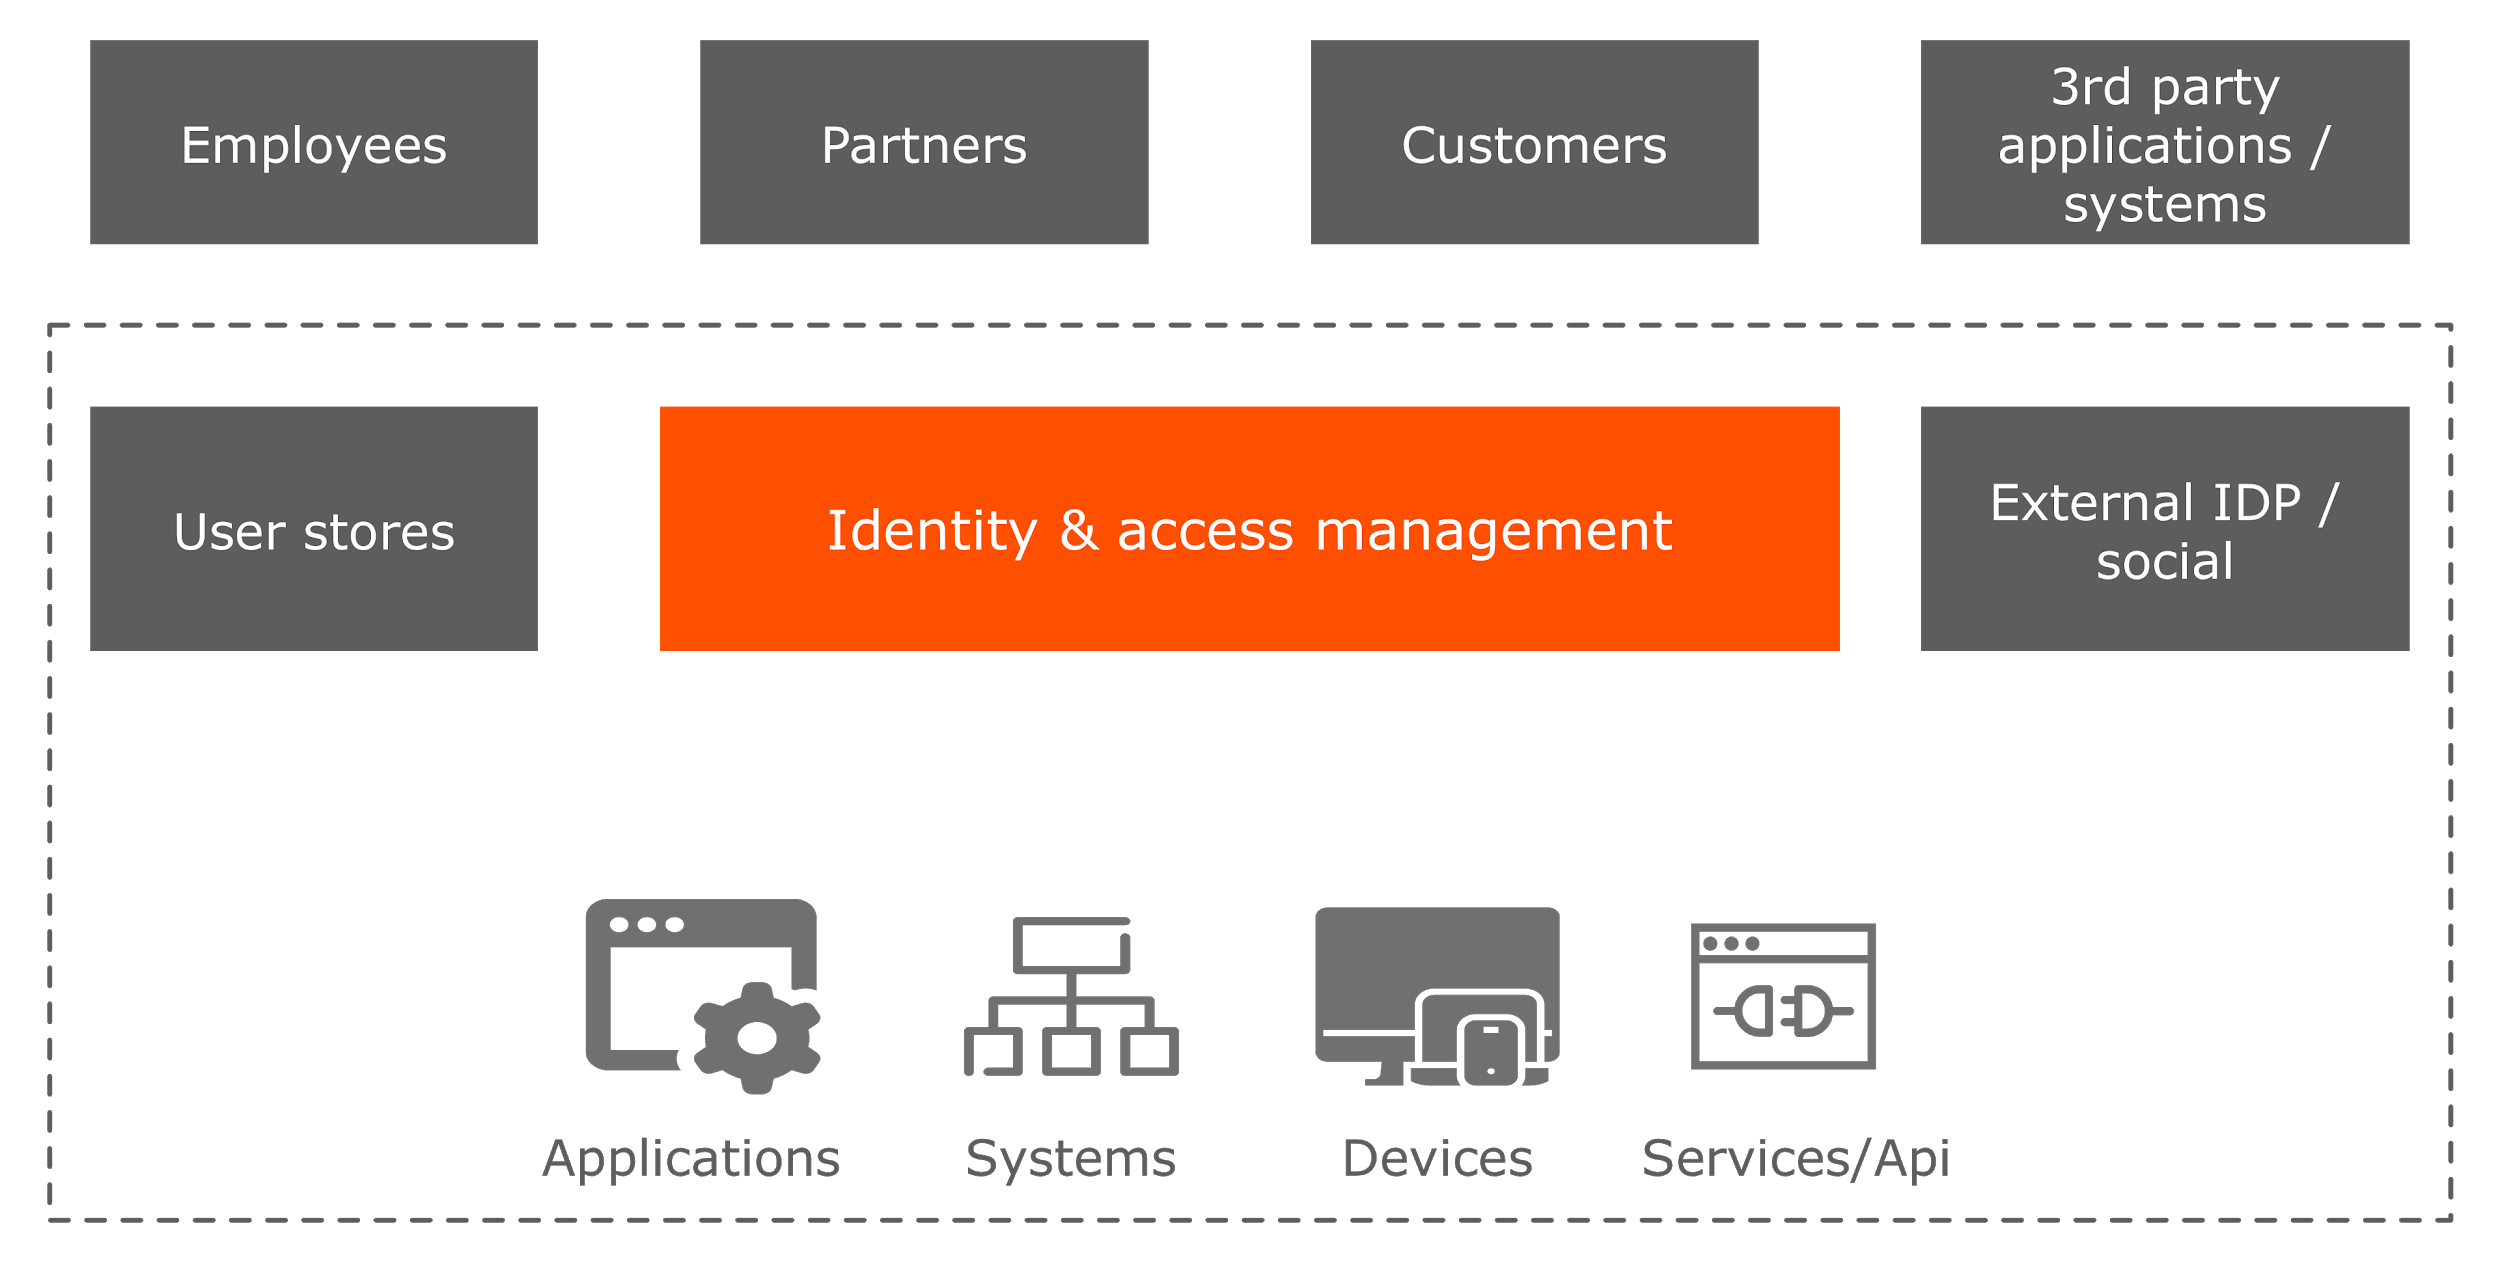 Employees
Partners
Customers
3rd party
applications /
systems
User stores
Identity & access management
External IDP /
social
Applications
Systems
Devices
Services/Api